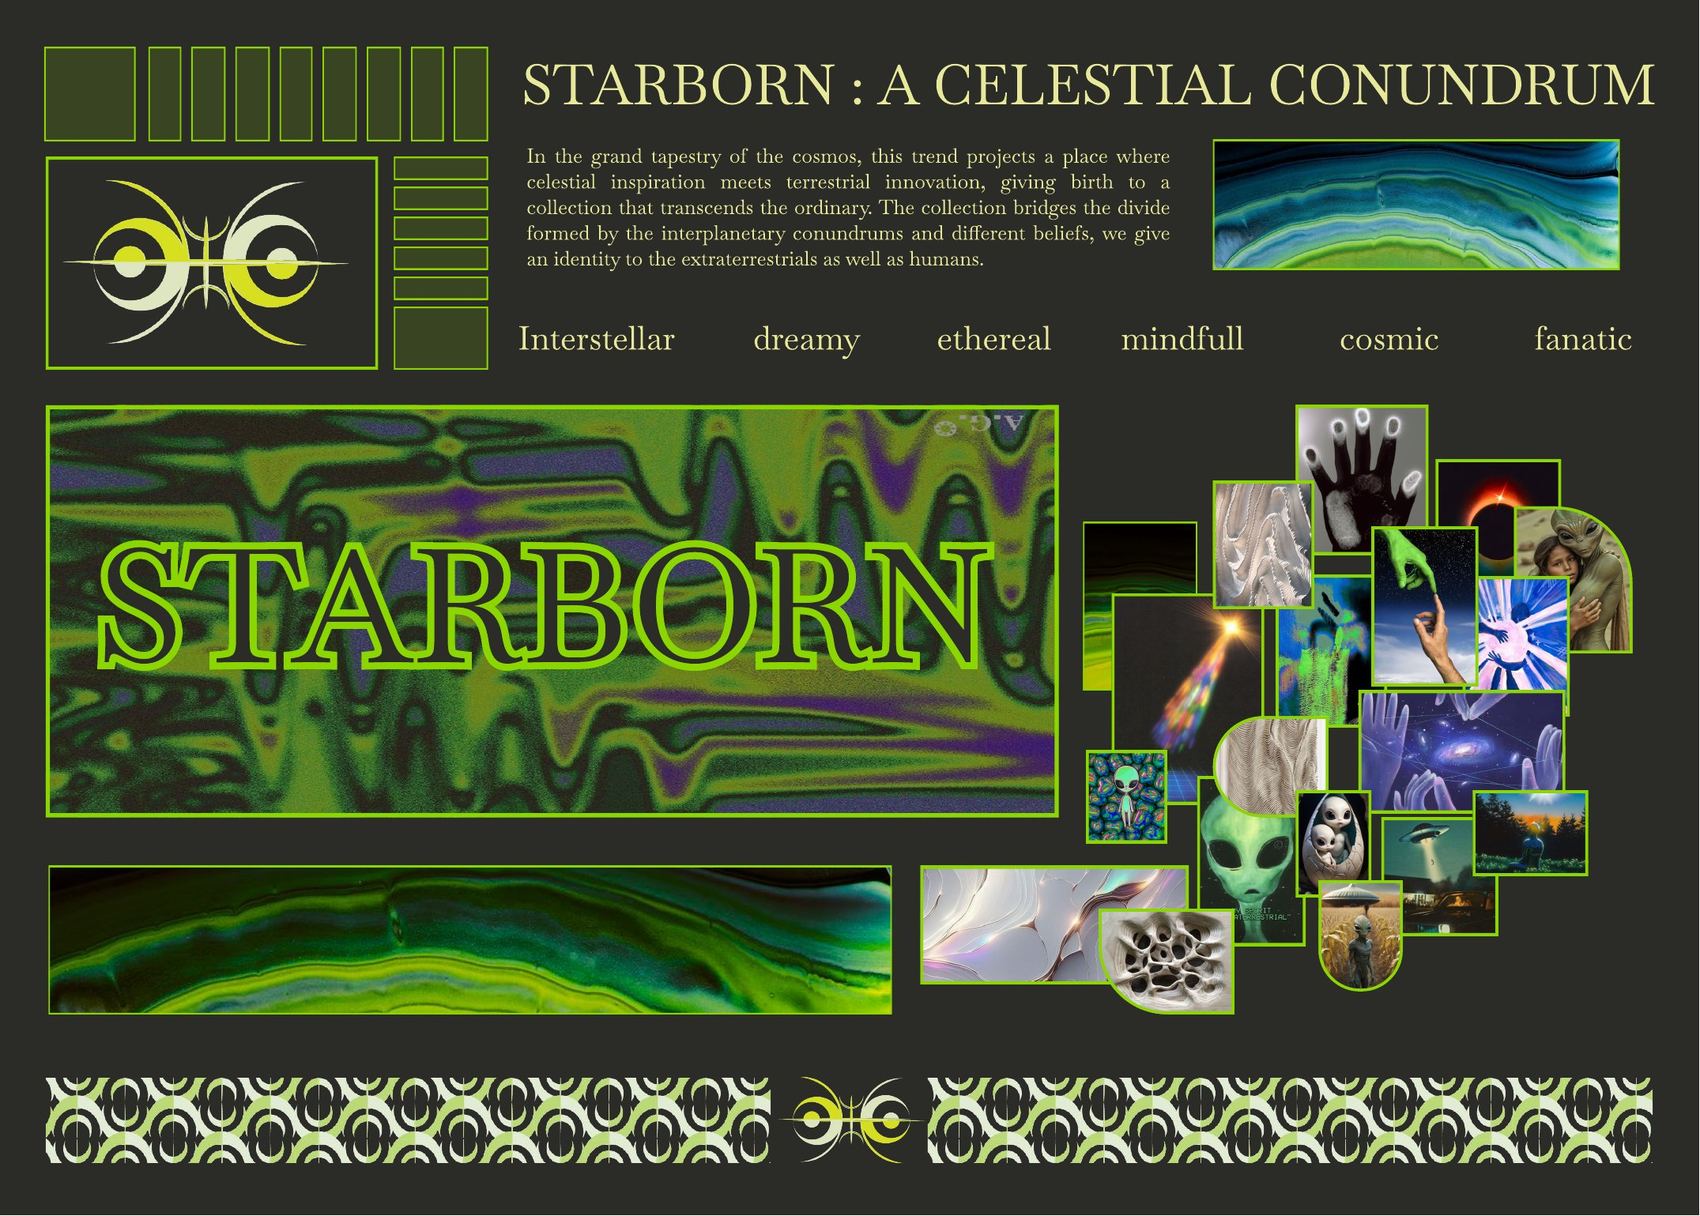 STARBORN : A CELESTIAL CONUNDRUM
In the grand tapestry of the cosmos, this trend projects a place where
celestial inspiration meets terrestrial innovation, giving birth to a
collection that transcends the ordinary. The collection bridges the divide
formed by the interplanetary conundrums and different beliefs, we give
an identity to the extraterrestrials as well as humans.
Interstellar dreamy ethereal mindfull cosmic fanatic
A.G.
STARBORN